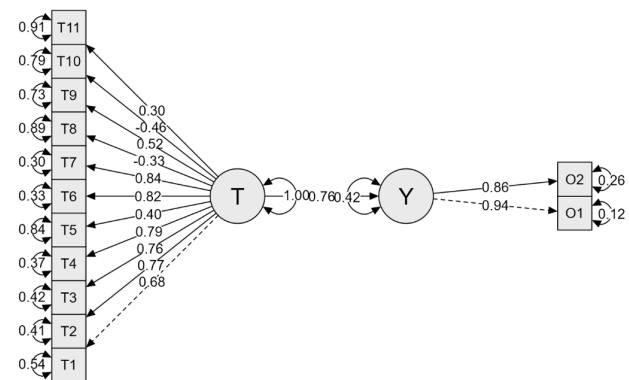 0.91 T11
0.79 T10
0.73 T9
0.89 T8
0.30 T7
0.33 T6
0.84 T5
0.37 T4
0.42 T3
0.41 T2
0.54 T1
0.30
-0.46
0.52
-0.33
0.84
0.82
0.40
0.79
0.76
0.77
0.68
T 1.00 0.76 0.42 Y
0.86 O2 0.26
0.94 O1 0.12